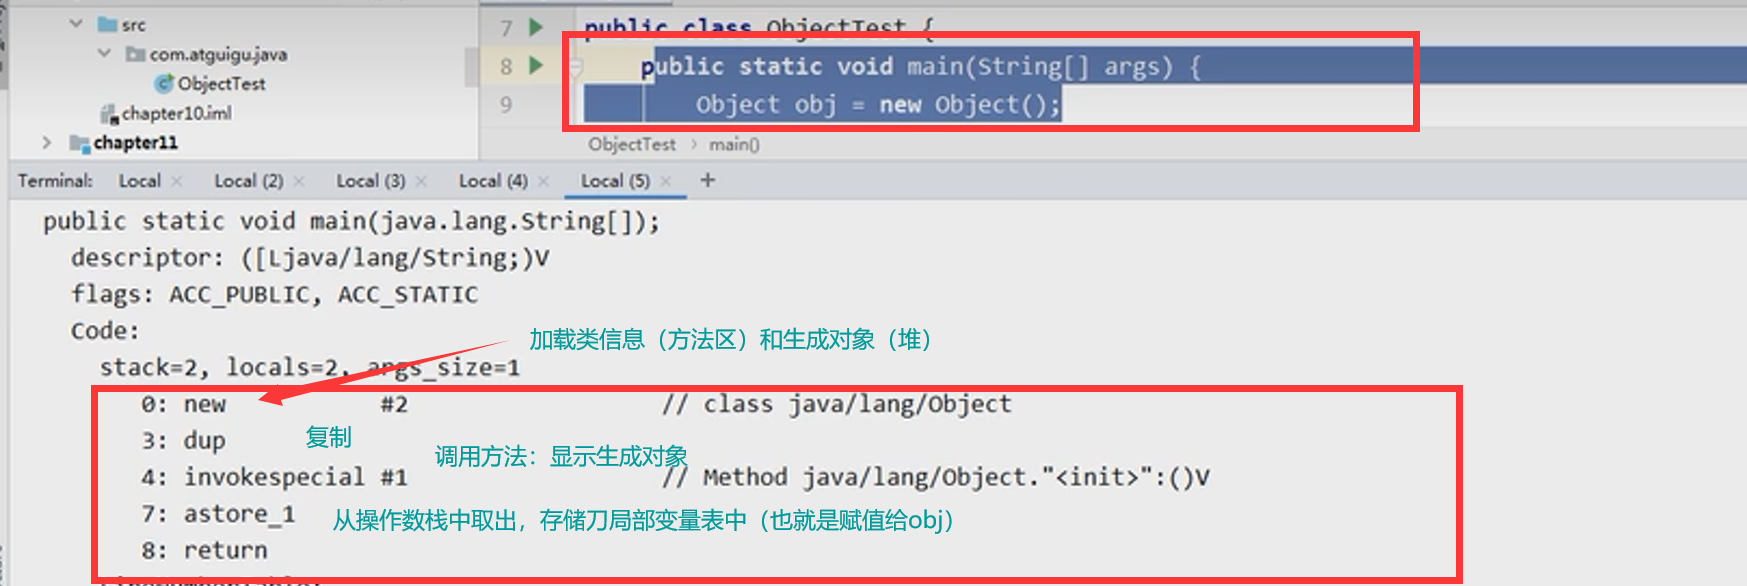 src
com.atguigu.java
ObjectTest
chapter10.iml
chapter11
7 public class ObjectTest {
8 public static void main(String[] args) {
9 Object obj = new Object();
ObjectTest > main()
Terminal: Local × Local (2) × Local (3) × Local (4) × Local (5) × +
public static void main(java.lang.String[]);
descriptor: ([Ljava/lang/String;)V
flags: ACC_PUBLIC, ACC_STATIC
Code:
加载类信息（方法区）和生成对象（堆）
stack=2, locals=2, args_size=1
0: new #2 // class java/lang/Object
3: dup 复制
调用方法：显示生成对象
4: invokespecial #1 // Method java/lang/Object."<init>":()V
7: astore_1 从操作数栈中取出，存储刀局部变量表中（也就是赋值给obj）
8: return